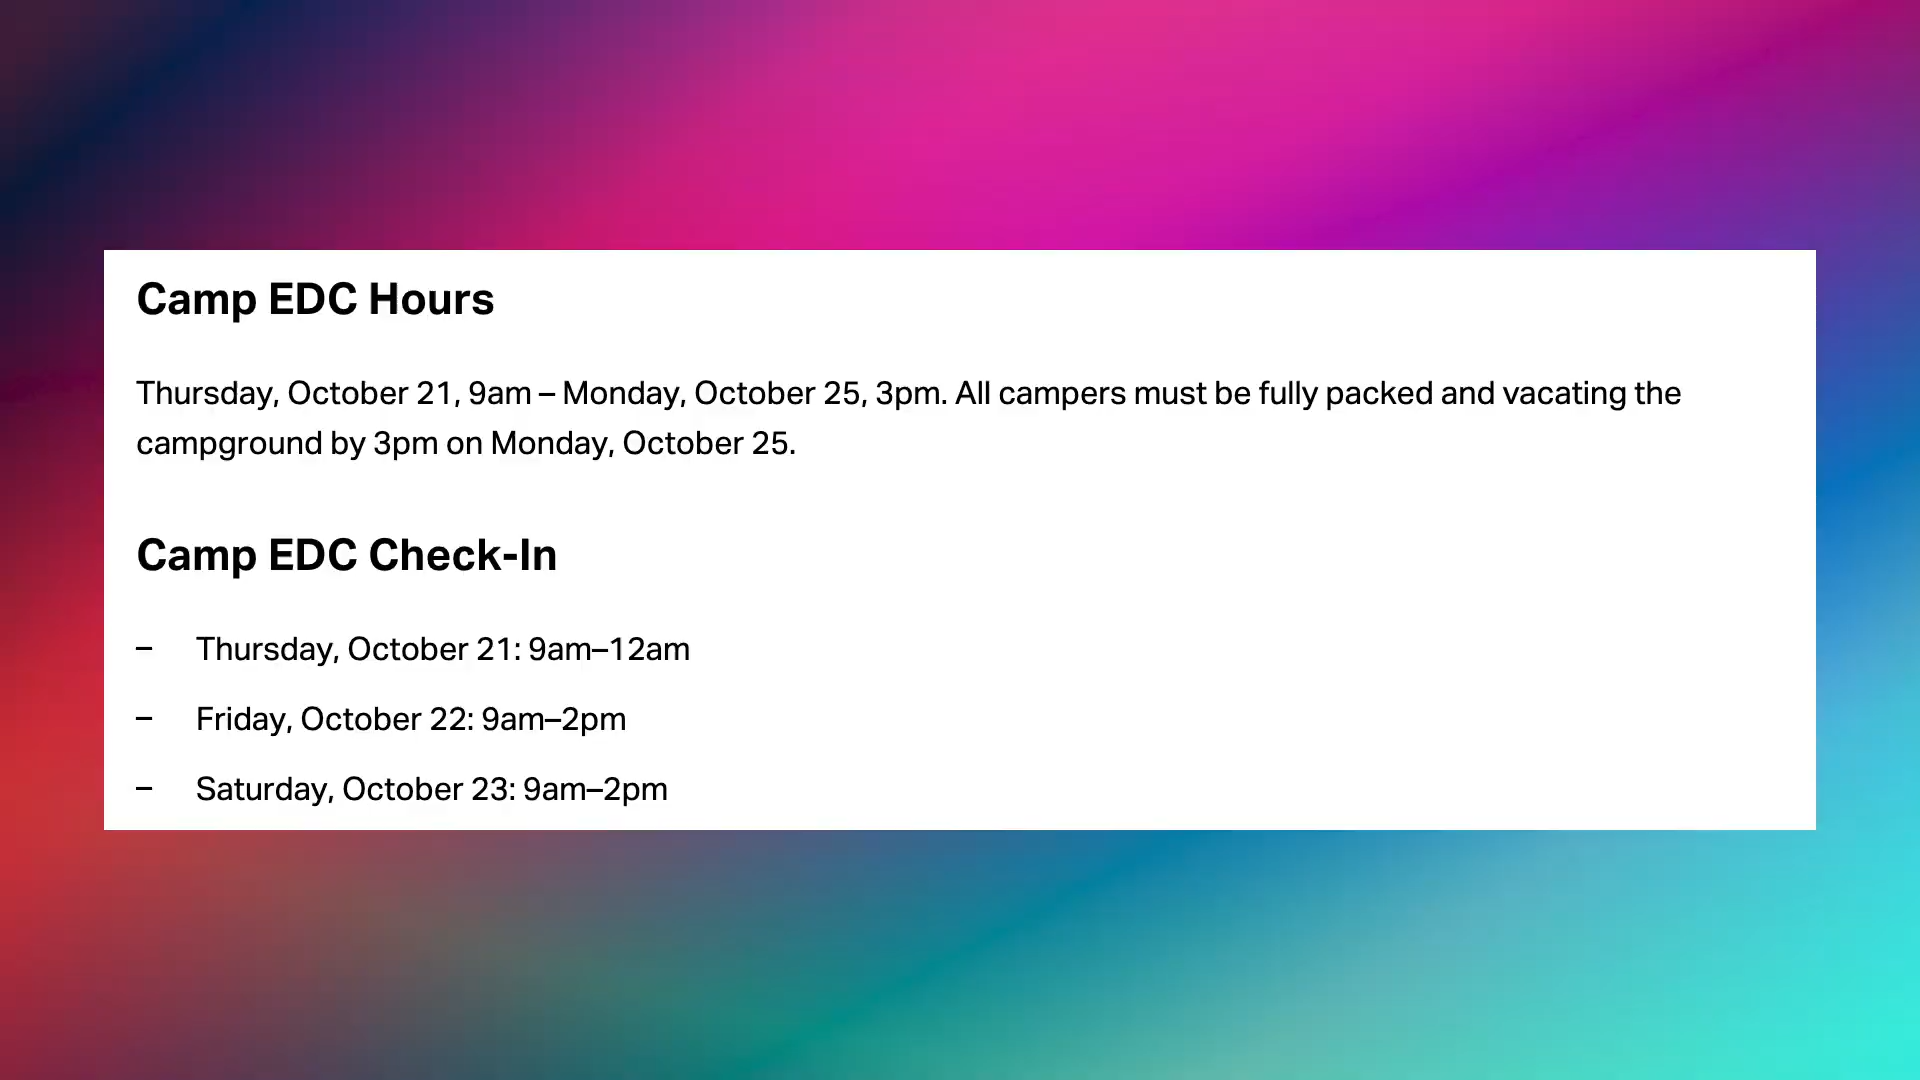 Camp EDC Hours
Thursday, October 21, 9am – Monday, October 25, 3pm. All campers must be fully packed and vacating the
campground by 3pm on Monday, October 25.
Camp EDC Check-In
– Thursday, October 21: 9am–12am
– Friday, October 22: 9am–2pm
– Saturday, October 23: 9am–2pm